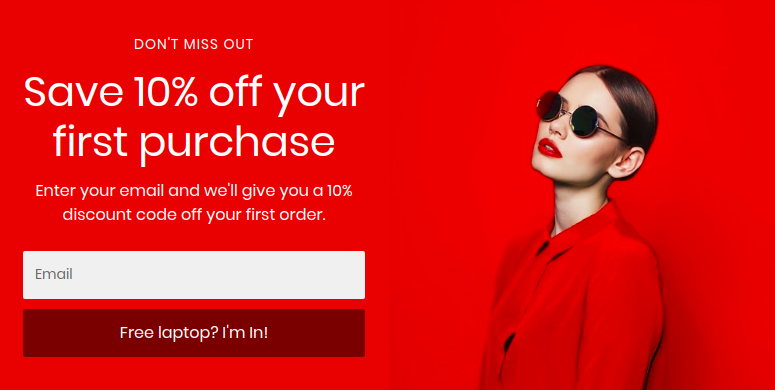 DON'T MISS OUT
Save 10% off your
first purchase
Enter your email and we'll give you a 10%
discount code off your first order.
Email
Free laptop? I'm In!